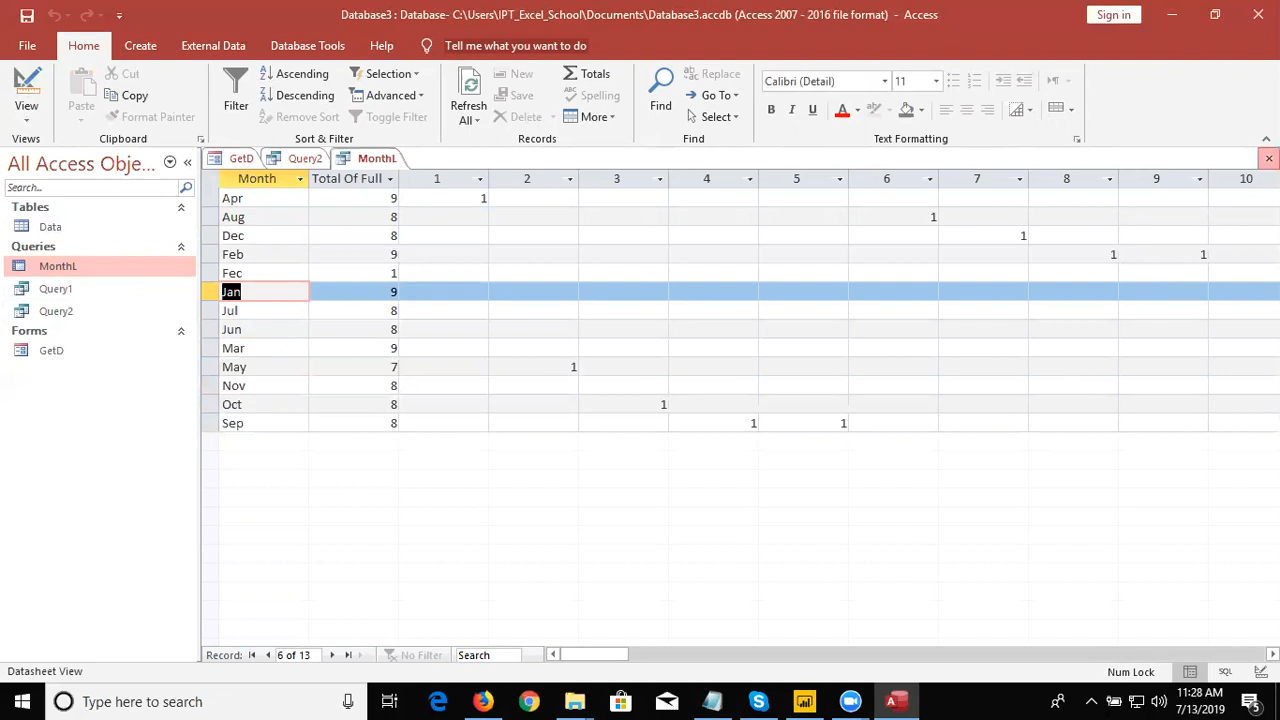 Database3 : Database- C:\Users\IPT_Excel_School\Documents\Database3.accdb (Access 2007 - 2016 file format) - Access
Sign in
File Home Create External Data Database Tools Help Tell me what you want to do
View
Views
Paste
Cut
Copy
Format Painter
Clipboard
Filter
Ascending
Descending
Remove Sort
Selection
Advanced
Toggle Filter
Sort & Filter
Refresh
All
New
Save
Delete
Totals
Spelling
More
Records
Find
Replace
Go To
Select
Find
Calibri (Detail) 11
B I U A
Text Formatting
All Access Obje...
Search...
Tables
Data
Queries
MonthL
Query1
Query2
Forms
GetD
GetD Query2 MonthL
Month Total Of Full 1 2 3 4 5 6 7 8 9 10
Apr 9 1
Aug 8 1
Dec 8 1
Feb 9 1 1
Fec 1
Jan 9
Jul 8
Jun 8
Mar 9
May 7 1
Nov 8
Oct 8 1
Sep 8 1 1
Record: 6 of 13 No Filter Search
Datasheet View
Num Lock
SQL
Type here to search
11:28 AM
7/13/2019
5